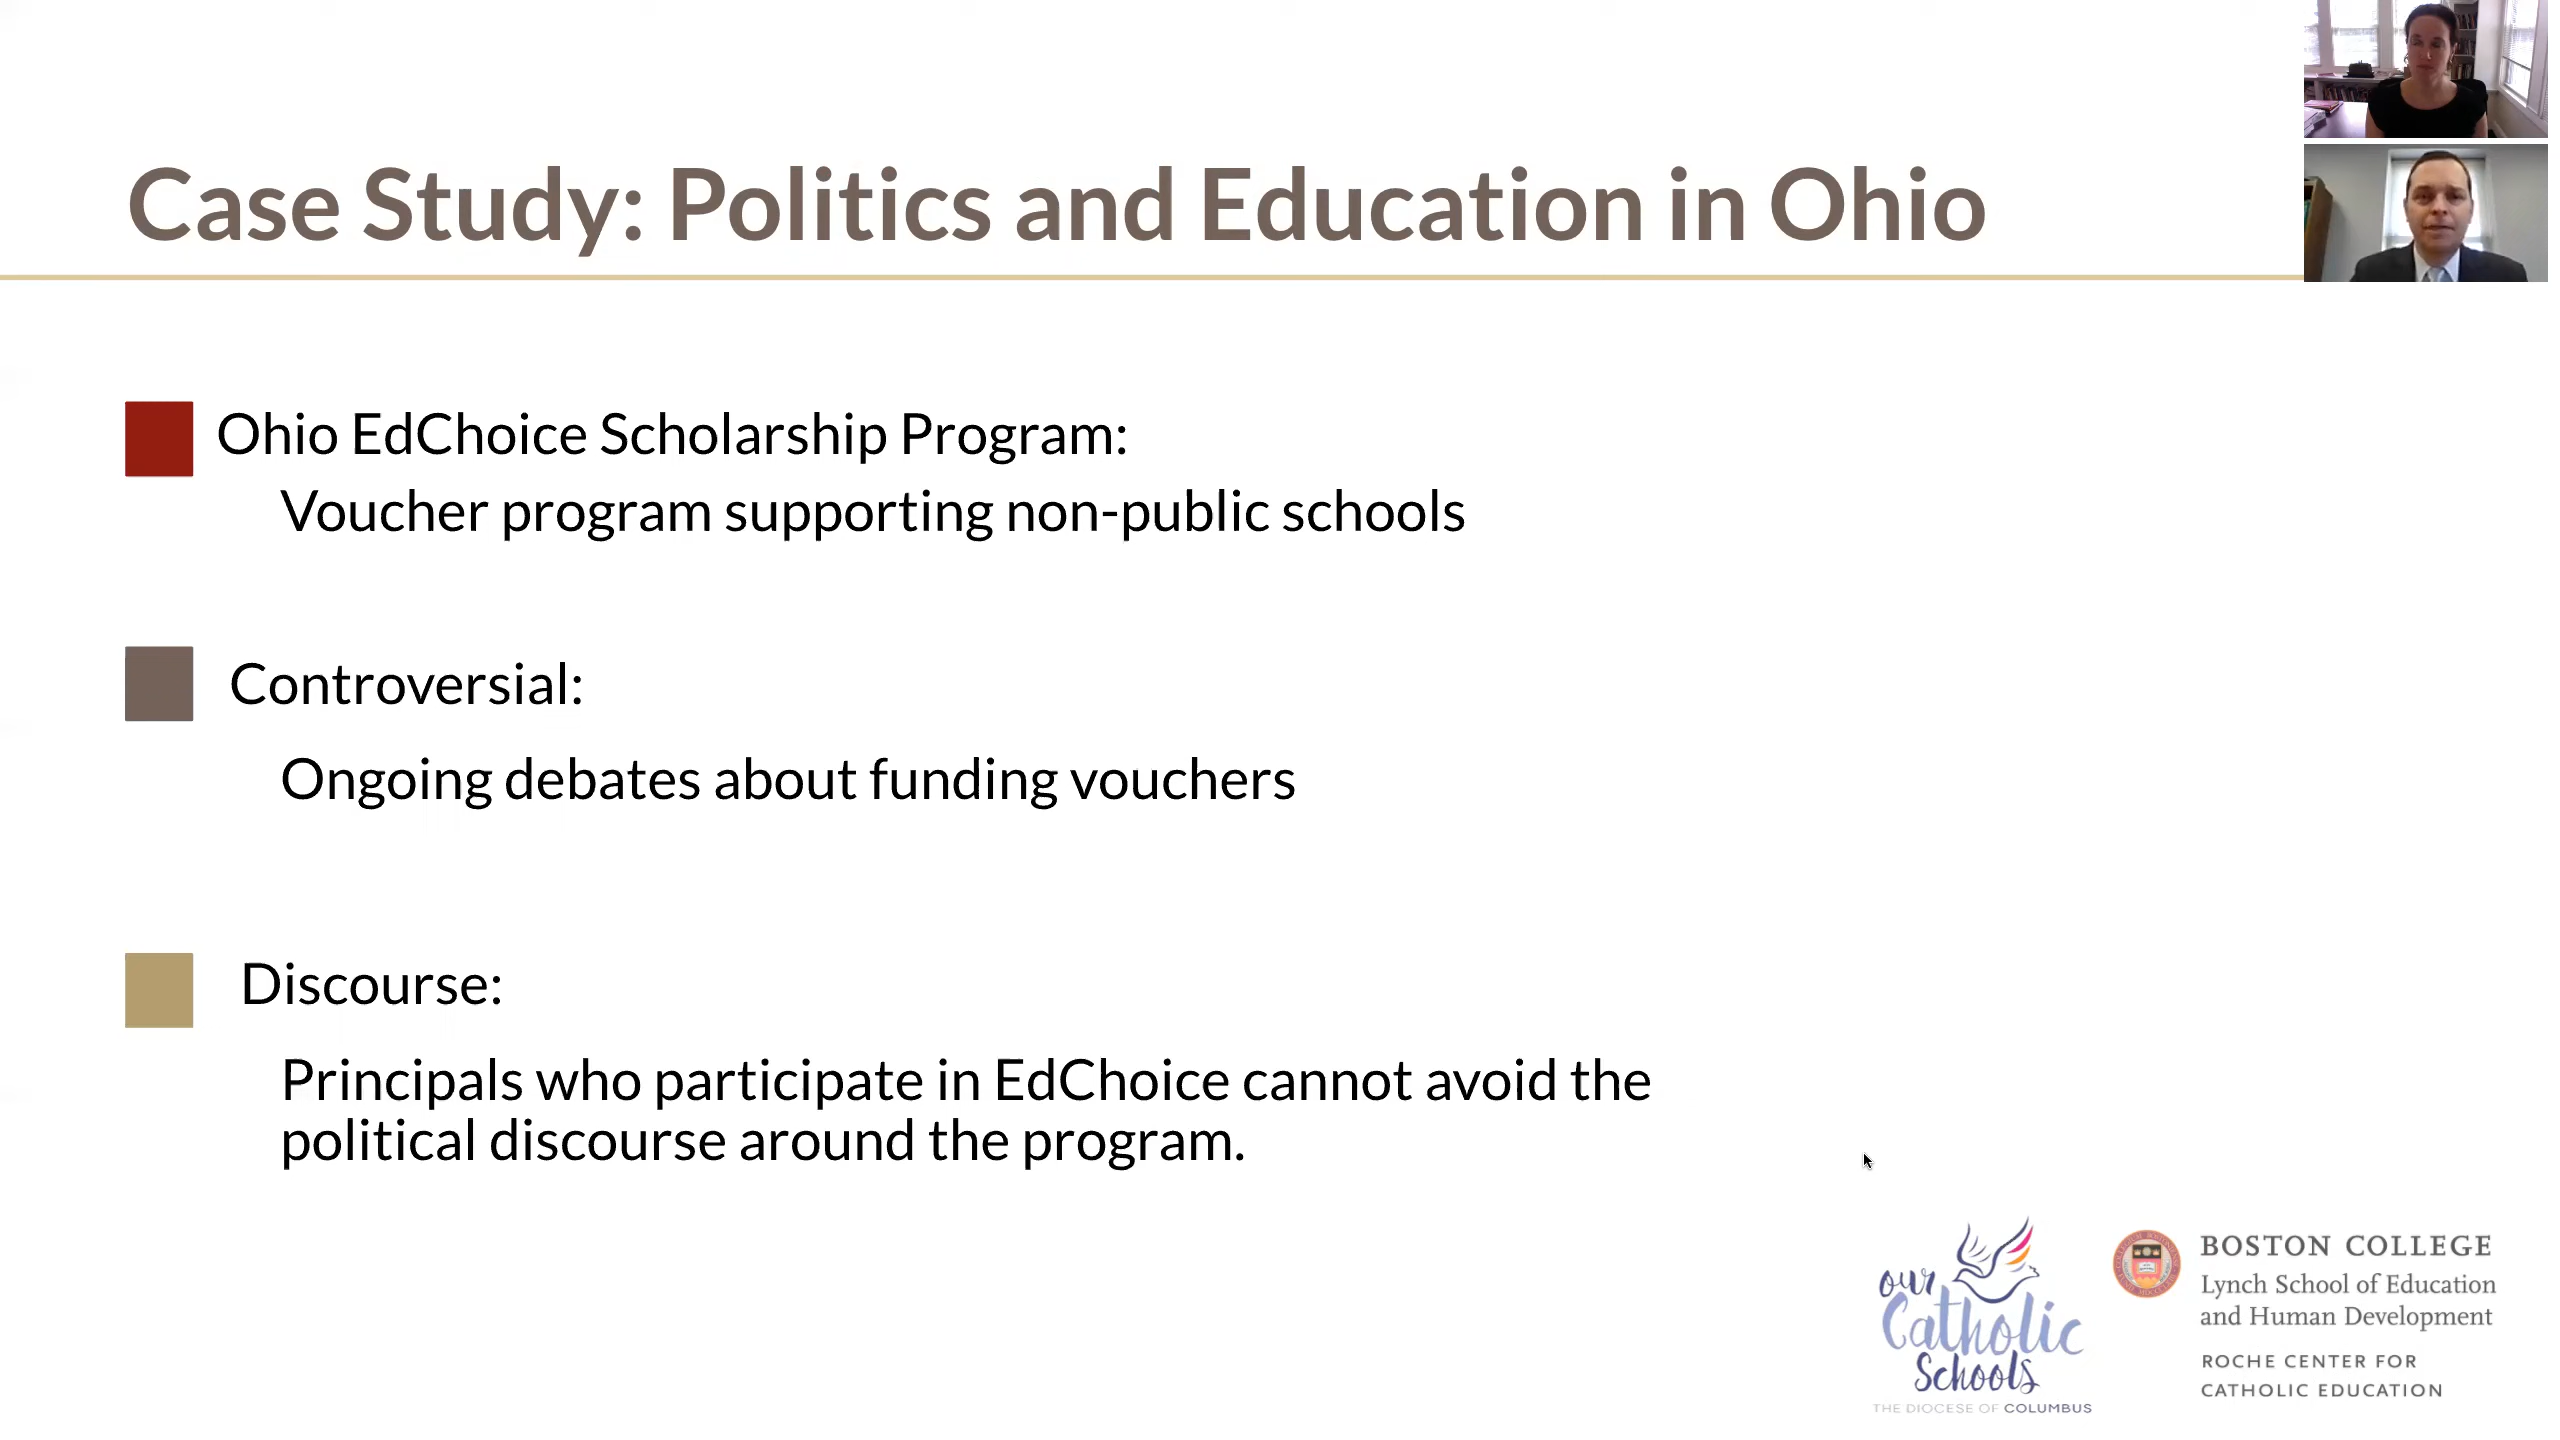 Case Study: Politics and Education in Ohio
Ohio EdChoice Scholarship Program:
Voucher program supporting non-public schools
Controversial:
Ongoing debates about funding vouchers
Discourse:
Principals who participate in EdChoice cannot avoid the
political discourse around the program.
our
Catholic
Schools
THE DIOCESE OF COLUMBUS
BOSTON COLLEGE
Lynch School of Education
and Human Development
ROCHE CENTER FOR
CATHOLIC EDUCATION